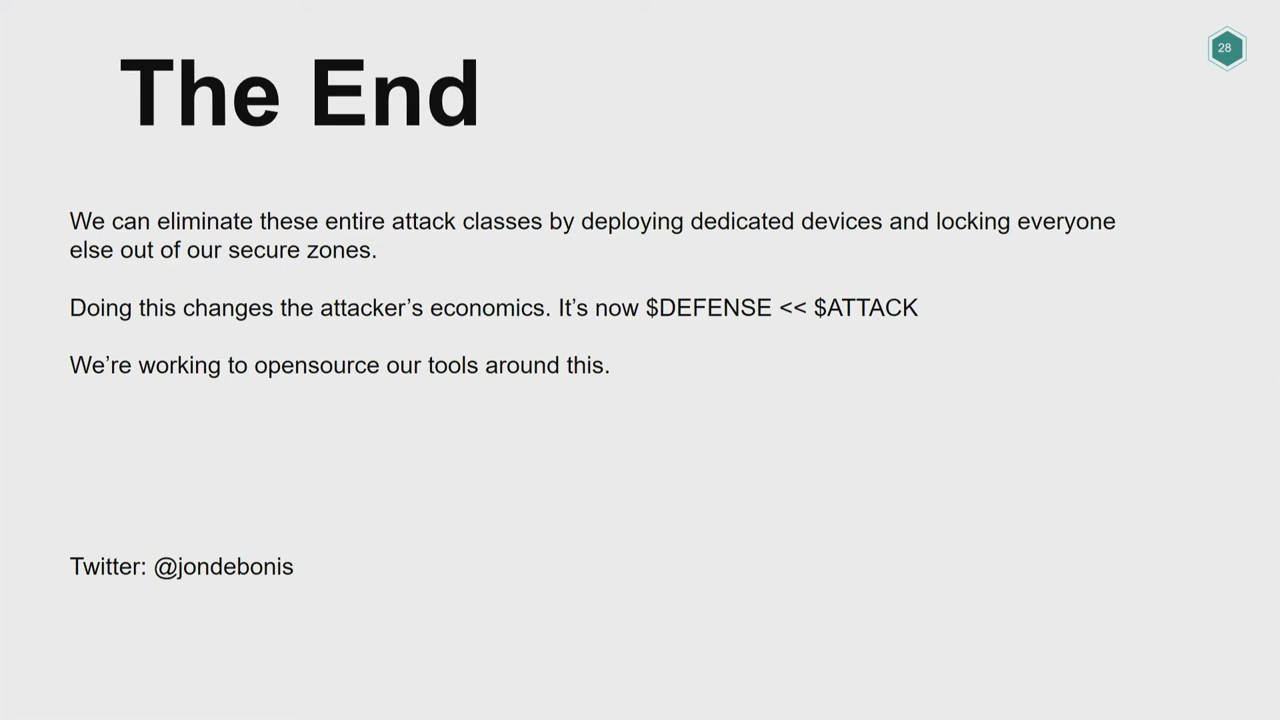 The End
28
We can eliminate these entire attack classes by deploying dedicated devices and locking everyone
else out of our secure zones.
Doing this changes the attacker’s economics. It’s now $DEFENSE << $ATTACK
We’re working to opensource our tools around this.
Twitter: @jondebonis